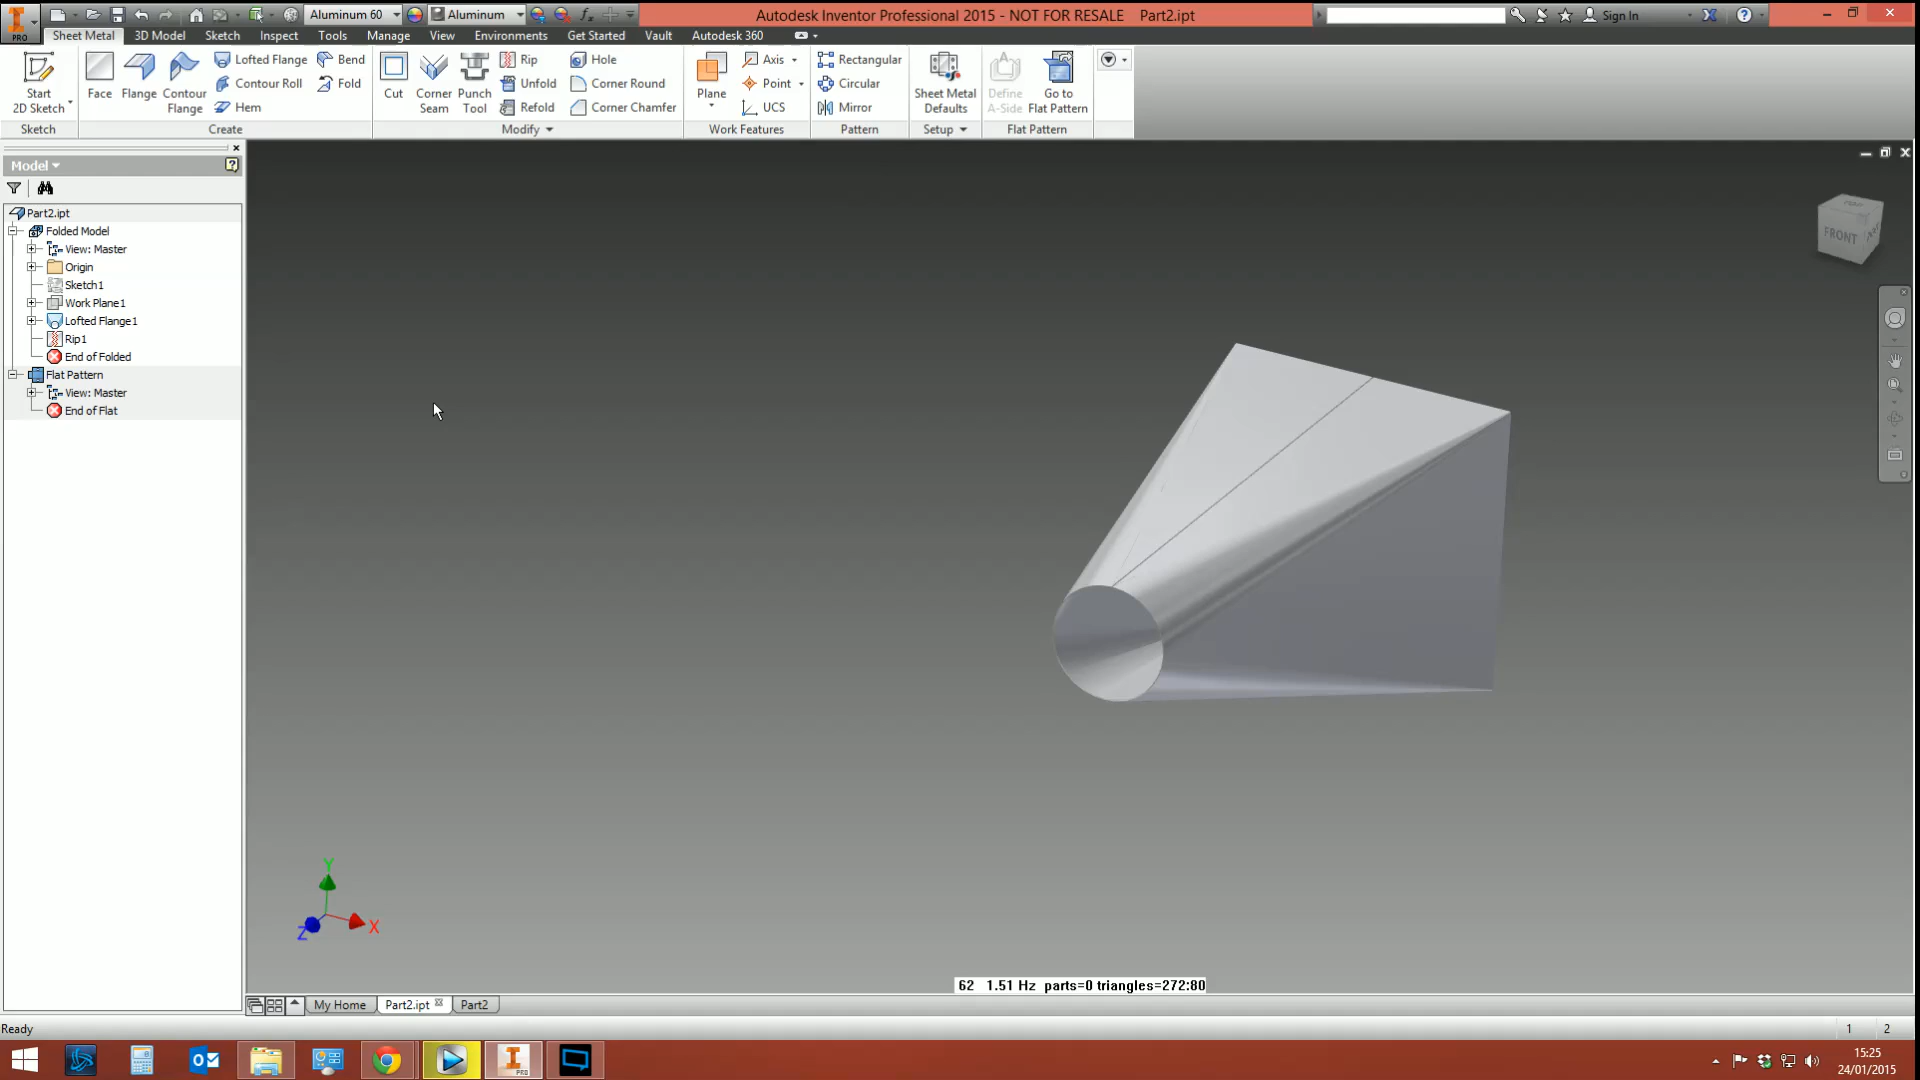 Aluminum 60
Aluminum
Autodesk Inventor Professional 2015 - NOT FOR RESALE Part2.ipt
Sign In
PRO
Sheet Metal
3D Model
Sketch
Inspect
Tools
Manage
View
Environments
Get Started
Vault
Autodesk 360
Start
2D Sketch
Face
Flange
Contour
Flange
Lofted Flange
Contour Roll
Hem
Bend
Fold
Cut
Corner
Seam
Punch
Tool
Rip
Unfold
Refold
Hole
Corner Round
Corner Chamfer
Plane
Axis
Point
UCS
Rectangular
Circular
Mirror
Sheet Metal
Defaults
Define
A-Side
Go to
Flat Pattern
Sketch
Create
Modify
Work Features
Pattern
Setup
Flat Pattern
Model
Part2.ipt
Folded Model
View: Master
Origin
Sketch1
Work Plane1
Lofted Flange1
Rip1
End of Folded
Flat Pattern
View: Master
End of Flat
FRONT
Y
X
Z
62 1.51 Hz parts=0 triangles=272:80
My Home
Part2.ipt
Part2
Ready
1
2
PRO
15:25
24/01/2015